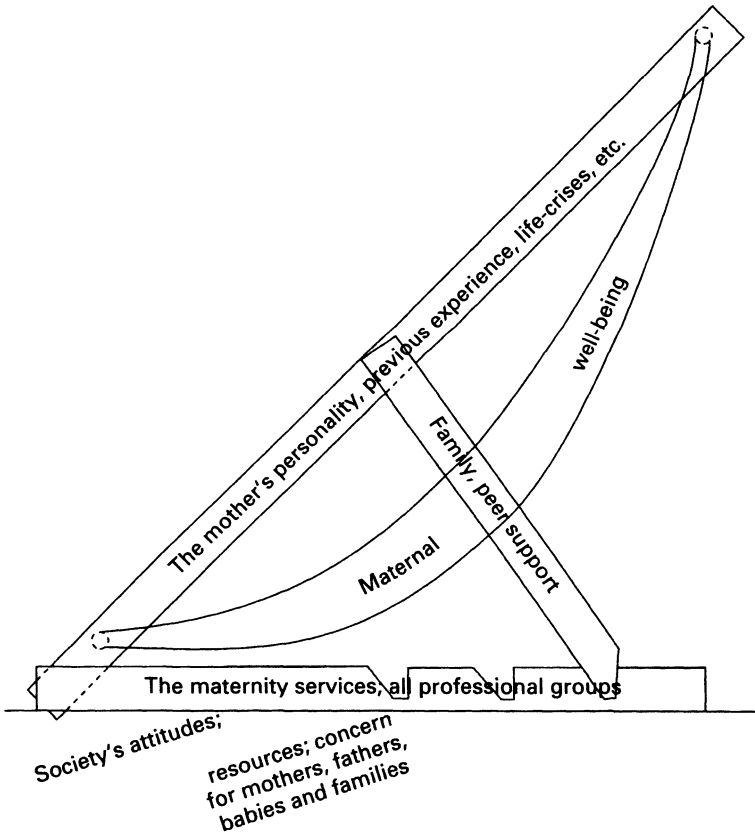 The mother's personality, previous experience, life-crises, etc.
well-being
Family, peer support
Maternal
The maternity services; all professional groups
Society's attitudes;
resources; concern
for mothers, fathers,
babies and families